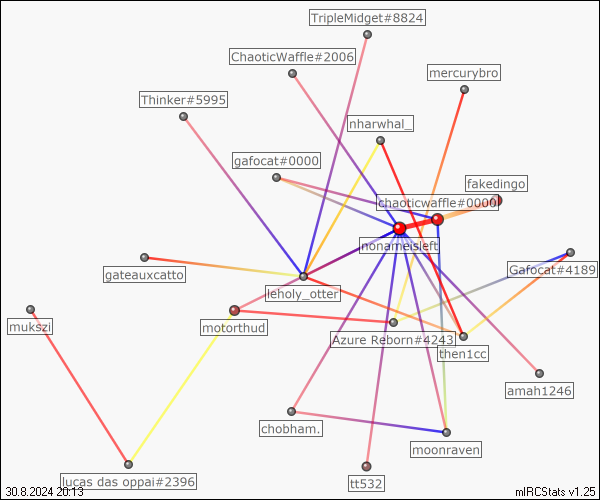 TripleMidget#8824
ChaoticWaffle#2006
mercurybro
Thinker#5995
nharwhal_
gafocat#0000
fakedingo
chaoticwaffle#0000
nonameisleft
gateauxcatto
Gafocat#4189
leholy_otter
mukszi
motorthud
Azure Reborn#4243
then1cc
amah1246
chobham.
moonraven
lucas das oppai#2396
tt532
30.8.2024 20:13
mIRCStats v1.25